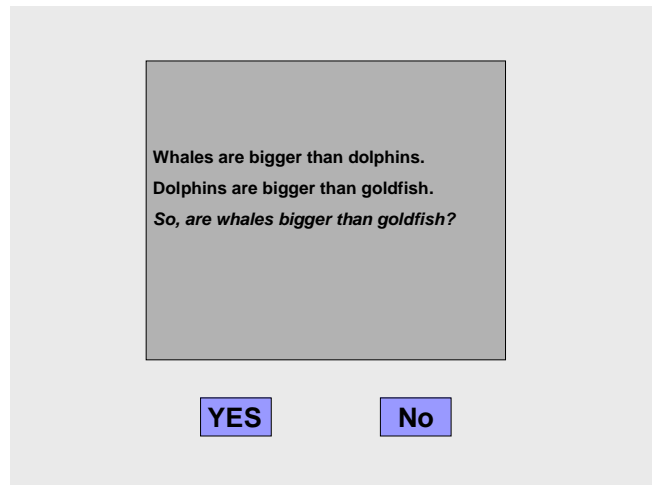 Whales are bigger than dolphins.
Dolphins are bigger than goldfish.
So, are whales bigger than goldfish?
YES
No